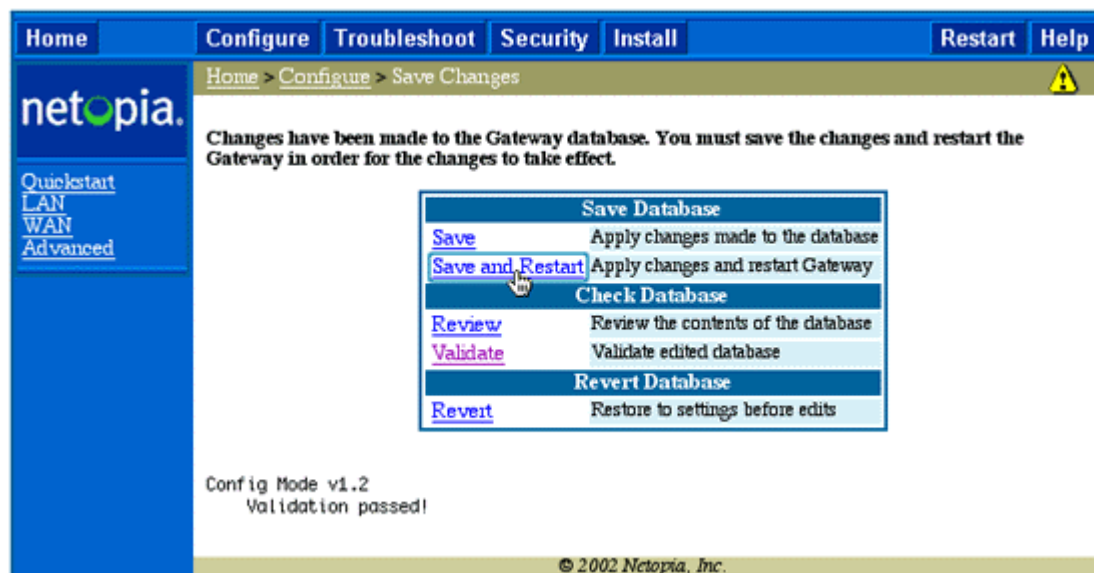 Home Configure Troubleshoot Security Install Restart Help
netopia.
Home > Configure > Save Changes
Quickstart
LAN
WAN
Advanced
Changes have been made to the Gateway database. You must save the changes and restart the
Gateway in order for the changes to take effect.
Save Database
Save Apply changes made to the database
Save and Restart Apply changes and restart Gateway
Check Database
Review Review the contents of the database
Validate Validate edited database
Revert Database
Revert Restore to settings before edits
Config Mode v1.2
Validation passed!
© 2002 Netopia, Inc.